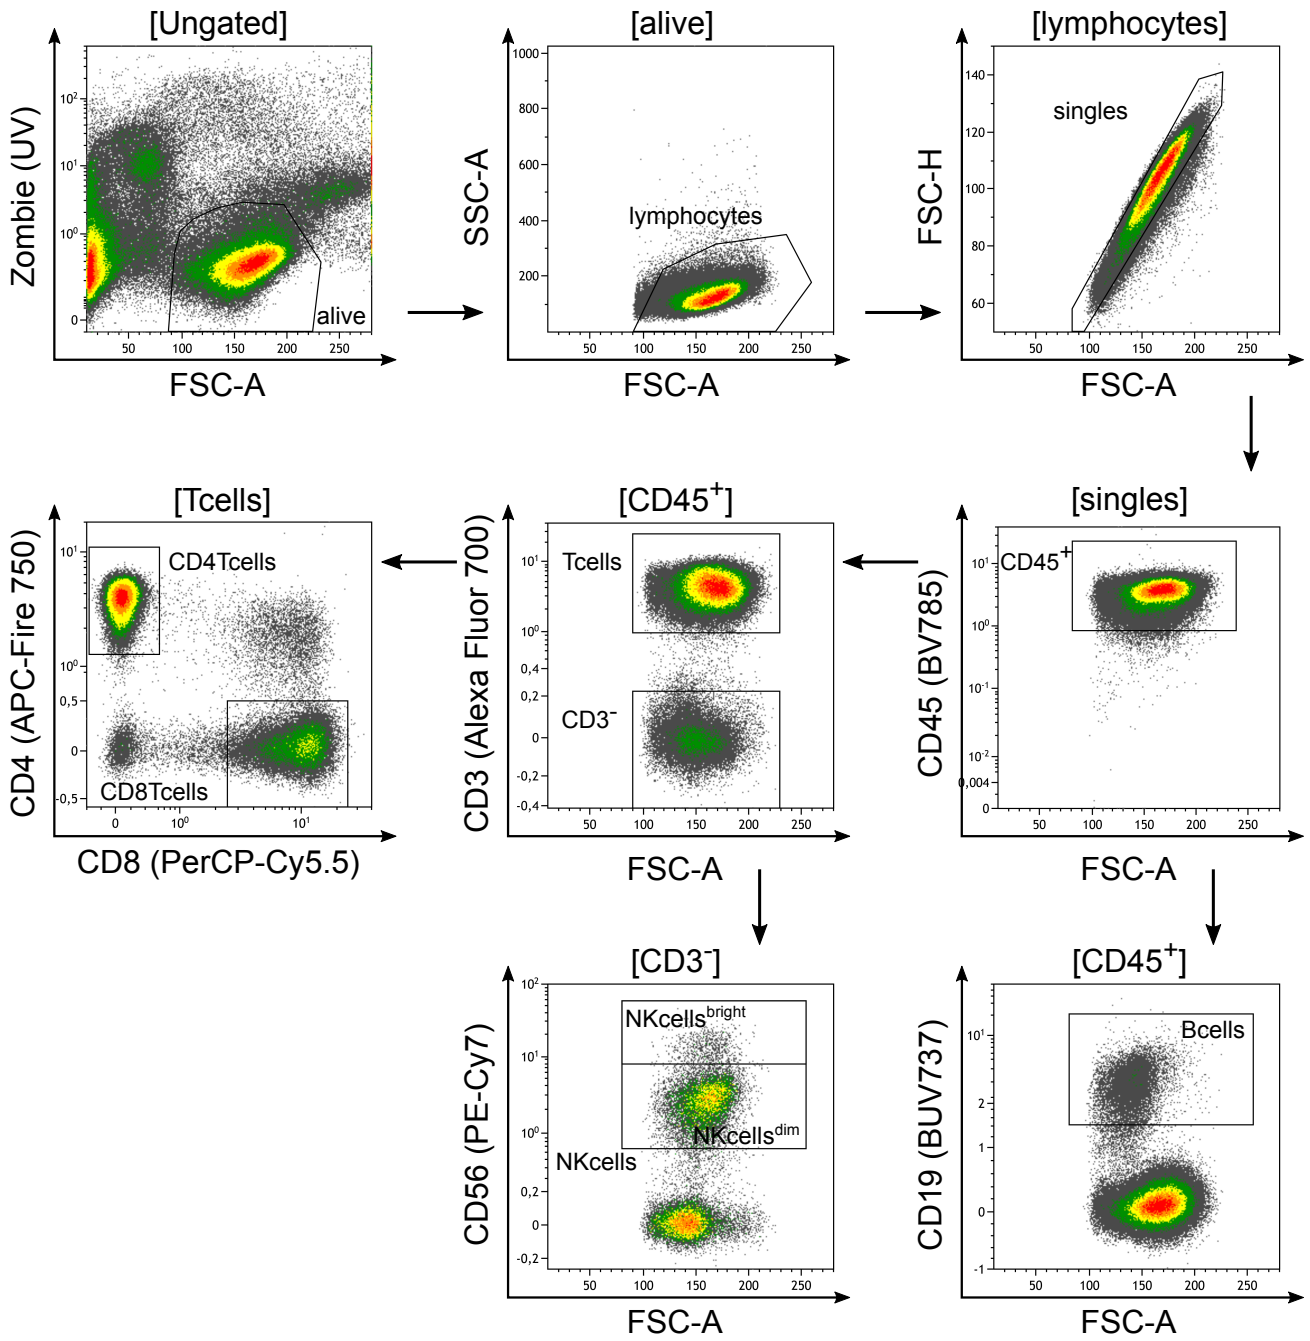 [Ungated]
Zombie (UV)
10²
10¹
10⁰
0
alive
50 100 150 200 250
FSC-A
[alive]
SSC-A
1000
800
600
400
200
lymphocytes
50 100 150 200 250
FSC-A
[lymphocytes]
FSC-H
140
120
100
80
60
singles
50 100 150 200 250
FSC-A
[Tcells]
CD4 (APC-Fire 750)
10¹
10⁰
0,5
0
-0,5
CD4Tcells
CD8Tcells
0 10⁰ 10¹
CD8 (PerCP-Cy5.5)
[CD45⁺]
CD3 (Alexa Fluor 700)
10¹
10⁰
0,4
0,2
0
-0,2
-0,4
Tcells
CD3⁻
50 100 150 200 250
FSC-A
[singles]
CD45 (BV785)
10¹
10⁰
10⁻¹
10⁻²
0,004
0
CD45⁺
50 100 150 200 250
FSC-A
[CD3⁻]
CD56 (PE-Cy7)
10²
10¹
10⁰
0,2
0
-0,2
NKcellsᵇʳⁱᵍʰᵗ
NKcellsᵈⁱᵐ
NKcells
50 100 150 200 250
FSC-A
[CD45⁺]
CD19 (BUV737)
10¹
2
1
0
-1
Bcells
50 100 150 200 250
FSC-A